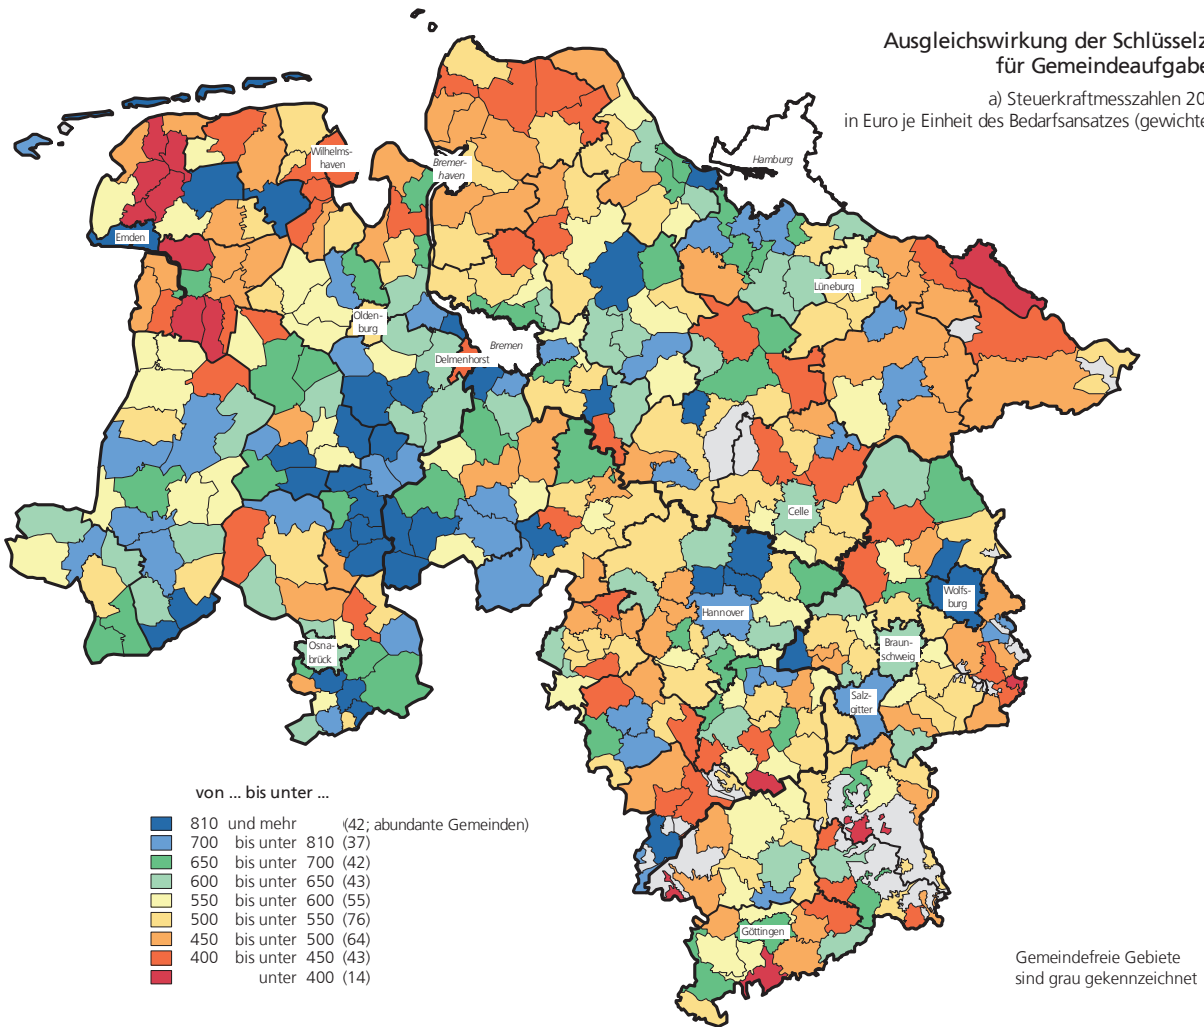 Ausgleichswirkung der Schlüsselz
für Gemeindeaufgabe
a) Steuerkraftmesszahlen 20
in Euro je Einheit des Bedarfsansatzes (gewichte
Hamburg
Wilhelms-
haven
Bremer-
haven
Emden
Lüneburg
Olden-
burg
Bremen
Delmenhorst
Celle
Wolfs-
burg
Hannover
Osna-
brück
Braun-
schweig
Salz-
gitter
Göttingen
von ... bis unter ...
810 und mehr (42; abundante Gemeinden)
700 bis unter 810 (37)
650 bis unter 700 (42)
600 bis unter 650 (43)
550 bis unter 600 (55)
500 bis unter 550 (76)
450 bis unter 500 (64)
400 bis unter 450 (43)
unter 400 (14)
Gemeindefreie Gebiete
sind grau gekennzeichnet